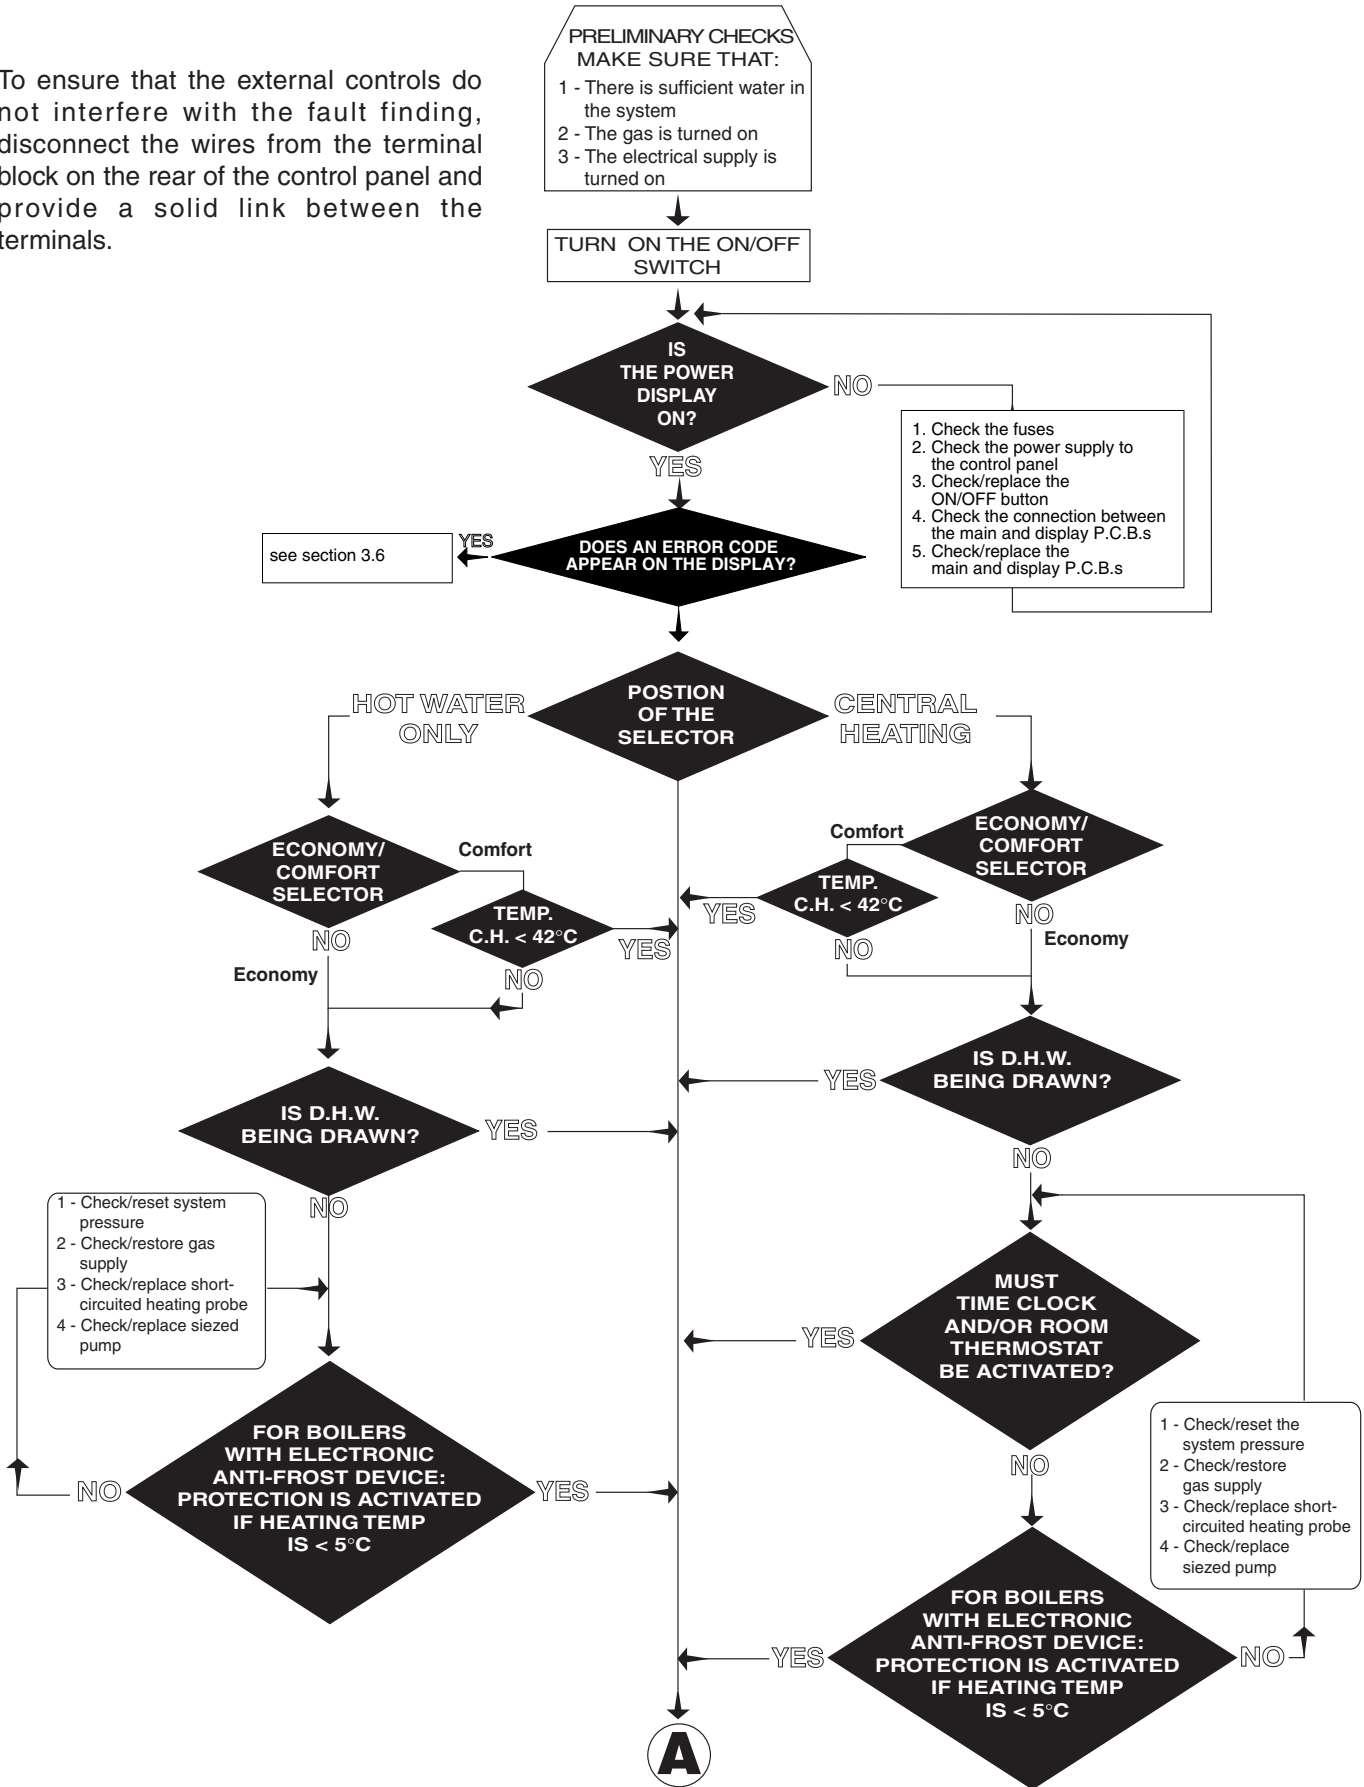 To ensure that the external controls do
not interfere with the fault finding,
disconnect the wires from the terminal
block on the rear of the control panel and
provide a solid link between the
terminals.
PRELIMINARY CHECKS
MAKE SURE THAT:
1 - There is sufficient water in
the system
2 - The gas is turned on
3 - The electrical supply is
turned on
TURN ON THE ON/OFF
SWITCH
IS
THE POWER
DISPLAY
ON?
NO
1. Check the fuses
2. Check the power supply to
the control panel
3. Check/replace the
ON/OFF button
4. Check the connection between
the main and display P.C.B.s
5. Check/replace the
main and display P.C.B.s
YES
DOES AN ERROR CODE
APPEAR ON THE DISPLAY?
YES
see section 3.6
POSTION
OF THE
SELECTOR
HOT WATER
ONLY
CENTRAL
HEATING
ECONOMY/
COMFORT
SELECTOR
Comfort
TEMP.
C.H. < 42°C
YES
NO
NO
Economy
ECONOMY/
COMFORT
SELECTOR
Comfort
TEMP.
C.H. < 42°C
YES
NO
NO
Economy
IS D.H.W.
BEING DRAWN?
YES
NO
IS D.H.W.
BEING DRAWN?
YES
NO
1 - Check/reset system
pressure
2 - Check/restore gas
supply
3 - Check/replace short-
circuited heating probe
4 - Check/replace siezed
pump
MUST
TIME CLOCK
AND/OR ROOM
THERMOSTAT
BE ACTIVATED?
YES
NO
FOR BOILERS
WITH ELECTRONIC
ANTI-FROST DEVICE:
PROTECTION IS ACTIVATED
IF HEATING TEMP
IS < 5°C
NO
YES
1 - Check/reset the
system pressure
2 - Check/restore
gas supply
3 - Check/replace short-
circuited heating probe
4 - Check/replace
siezed pump
FOR BOILERS
WITH ELECTRONIC
ANTI-FROST DEVICE:
PROTECTION IS ACTIVATED
IF HEATING TEMP
IS < 5°C
YES
NO
A